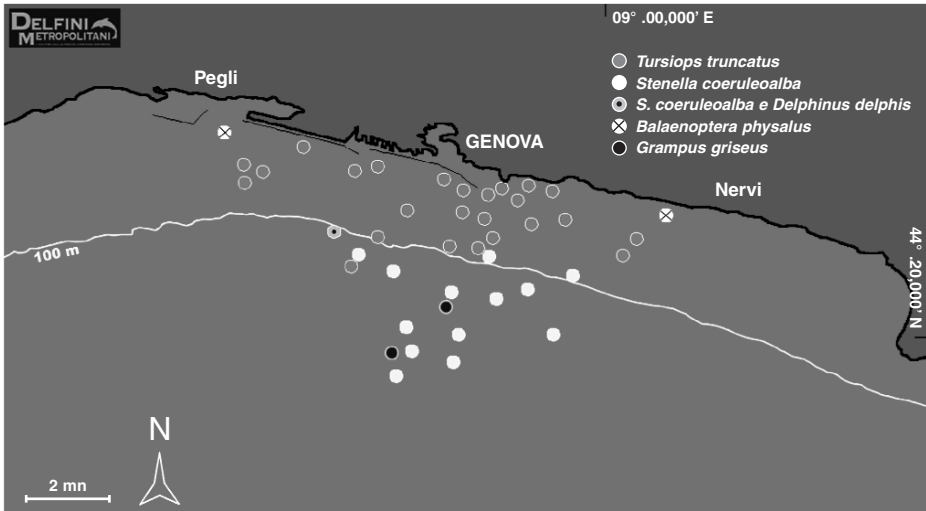 DELFINI
METROPOLITANI
09° .00,000’ E
Tursiops truncatus
Stenella coeruleoalba
S. coeruleoalba e Delphinus delphis
Balaenoptera physalus
Grampus griseus
Pegli
GENOVA
Nervi
100 m
44° .20,000’ N
N
2 mn